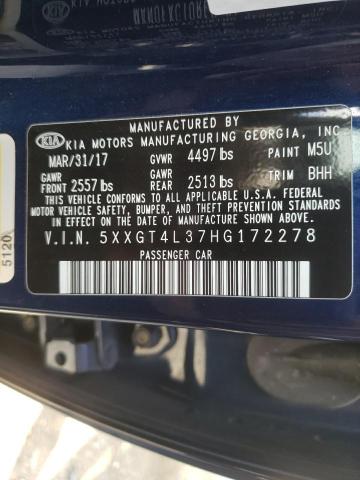 MANUFACTURED BY
KIA KIA MOTORS MANUFACTURING GEORGIA, INC
MAR/31/17 GVWR 4497 lbs PAINT M5U
GAWR FRONT 2557 lbs GAWR REAR 2513 lbs TRIM BHH
THIS VEHICLE CONFORMS TO ALL APPLICABLE U.S. FEDERAL
MOTOR VEHICLE SAFETY, BUMPER, AND THEFT PREVENTION STANDARDS
IN EFFECT ON THE DATE OF MANUFACTURE SHOWN ABOVE.
V.I.N. 5XXGT4L37HG172278
PASSENGER CAR
5120